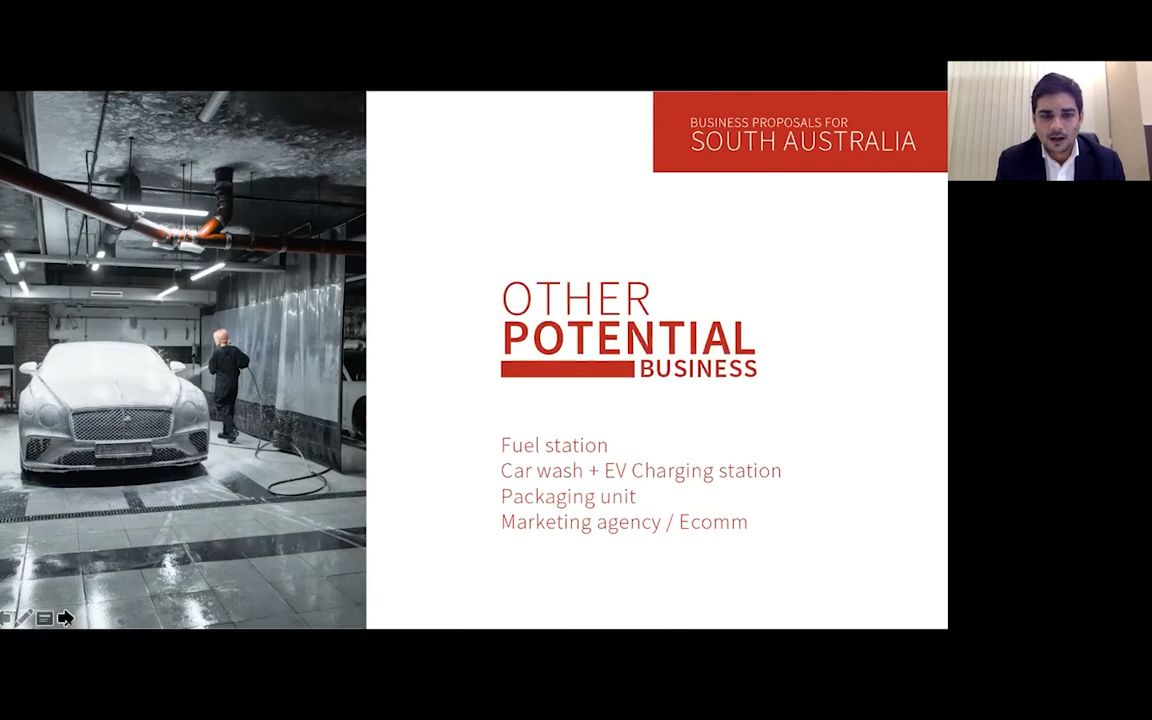 BUSINESS PROPOSALS FOR
SOUTH AUSTRALIA
OTHER
POTENTIAL
BUSINESS
Fuel station
Car wash + EV Charging station
Packaging unit
Marketing agency / Ecomm